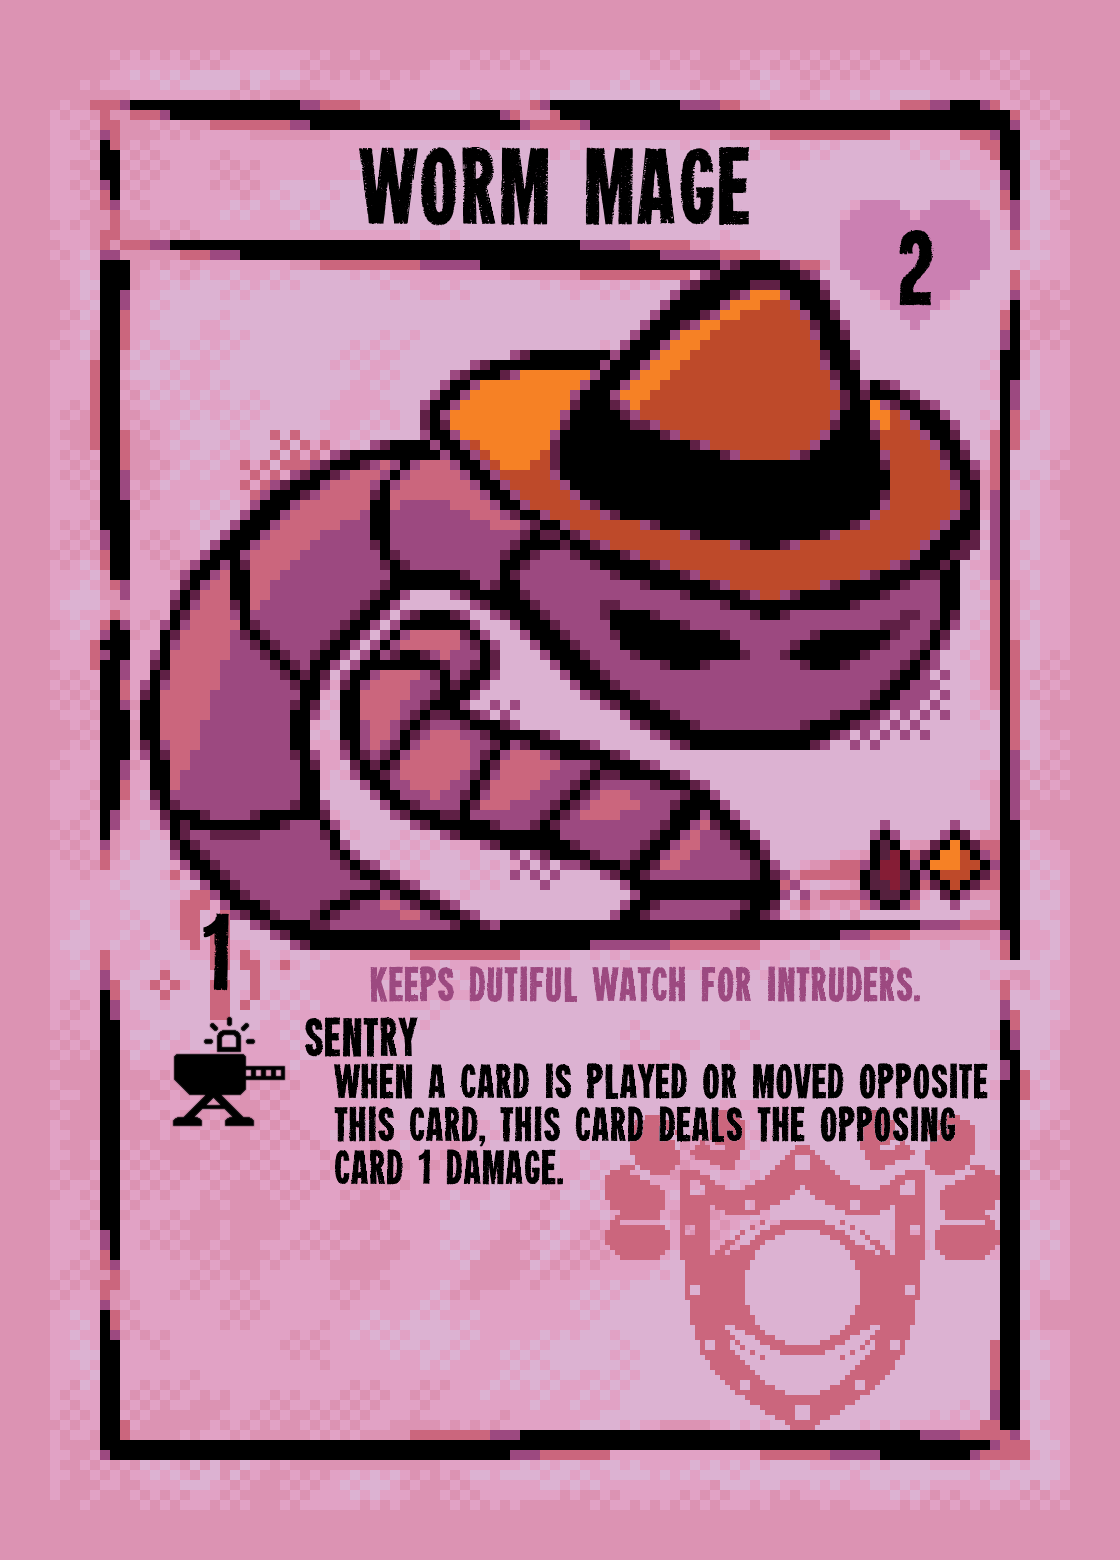 WORM MAGE
2
1
KEEPS DUTIFUL WATCH FOR INTRUDERS.
SENTRY
WHEN A CARD IS PLAYED OR MOVED OPPOSITE
THIS CARD, THIS CARD DEALS THE OPPOSING
CARD 1 DAMAGE.